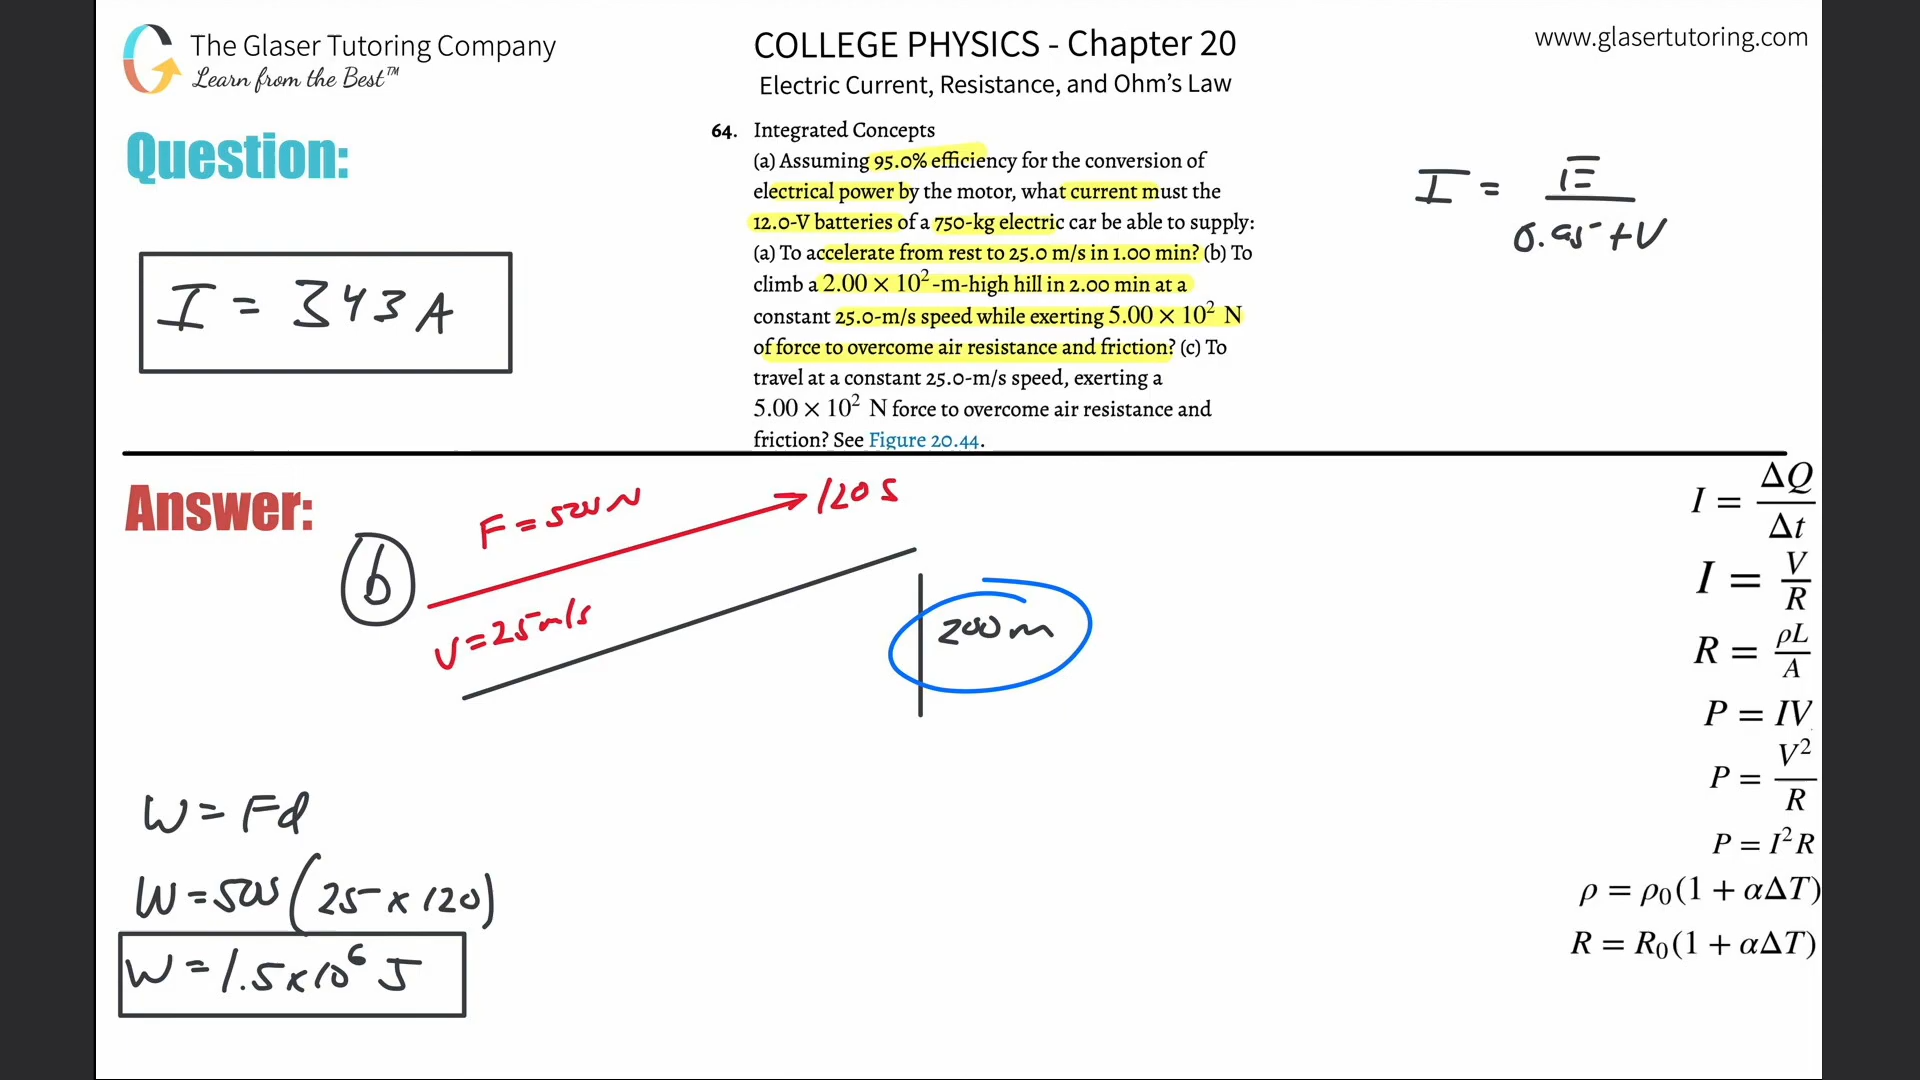 The Glaser Tutoring Company
Learn from the Best™
COLLEGE PHYSICS - Chapter 20
Electric Current, Resistance, and Ohm's Law
www.glasertutoring.com
Question:
64. Integrated Concepts
(a) Assuming 95.0% efficiency for the conversion of
electrical power by the motor, what current must the
12.0-V batteries of a 750-kg electric car be able to supply:
(a) To accelerate from rest to 25.0 m/s in 1.00 min? (b) To
climb a 2.00 × 10² -m-high hill in 2.00 min at a
constant 25.0-m/s speed while exerting 5.00 × 10² N
of force to overcome air resistance and friction? (c) To
travel at a constant 25.0-m/s speed, exerting a
5.00 × 10² N force to overcome air resistance and
friction? See Figure 20.44.
I = E / 0.95 t V
I = 343 A
Answer:
b
F = 500 N
120 s
V = 25 m/s
200 m
W = Fd
W = 500 (25 × 120)
W = 1.5 × 10⁶ J
I = ΔQ / Δt
I = V / R
R = ρL / A
P = IV
P = V² / R
P = I²R
ρ = ρ₀(1 + αΔT)
R = R₀(1 + αΔT)